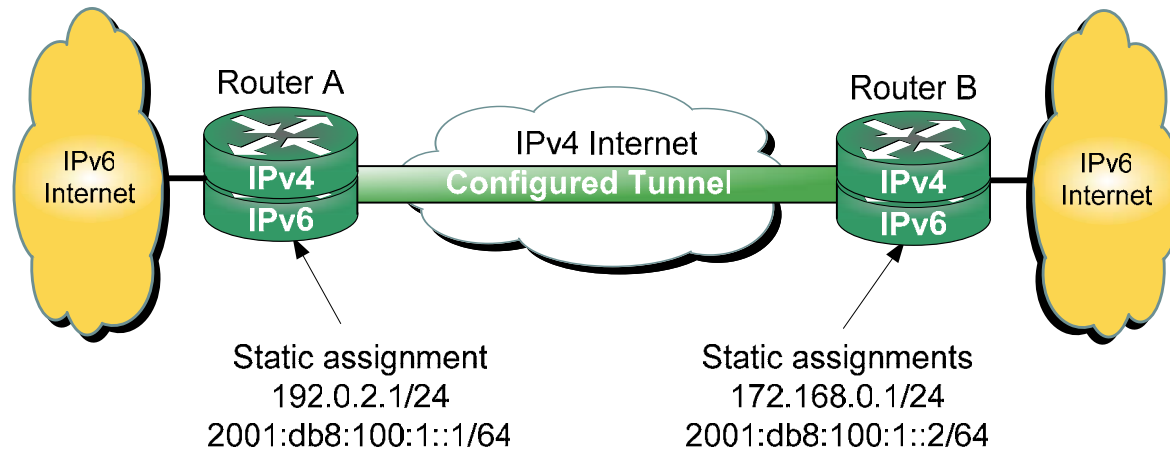 IPv6
Internet
Router A
IPv4
IPv6
IPv4 Internet
Configured Tunnel
Router B
IPv4
IPv6
IPv6
Internet
Static assignment
192.0.2.1/24
2001:db8:100:1::1/64
Static assignments
172.168.0.1/24
2001:db8:100:1::2/64